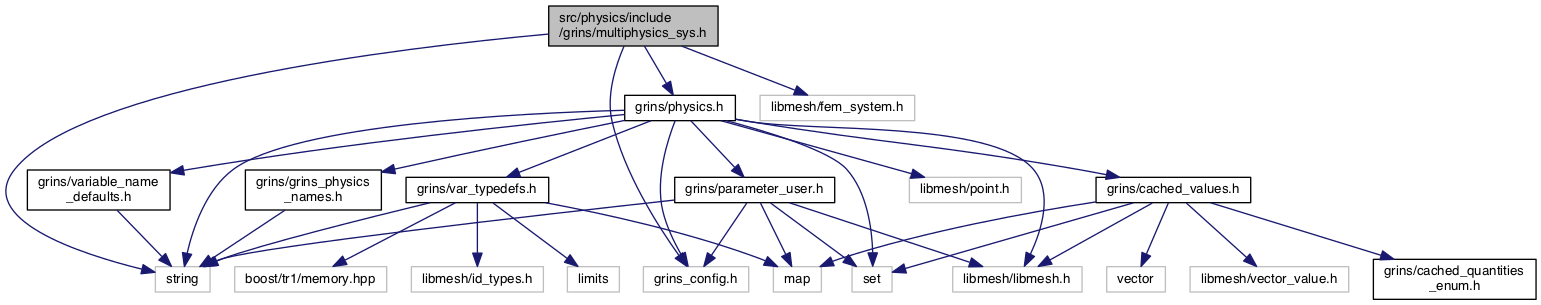 src/physics/include
/grins/multiphysics_sys.h
grins/physics.h
libmesh/fem_system.h
grins/variable_name
_defaults.h
grins/grins_physics
_names.h
grins/var_typedefs.h
grins/parameter_user.h
libmesh/point.h
grins/cached_values.h
string
boost/tr1/memory.hpp
libmesh/id_types.h
limits
grins_config.h
map
set
libmesh/libmesh.h
vector
libmesh/vector_value.h
grins/cached_quantities
_enum.h